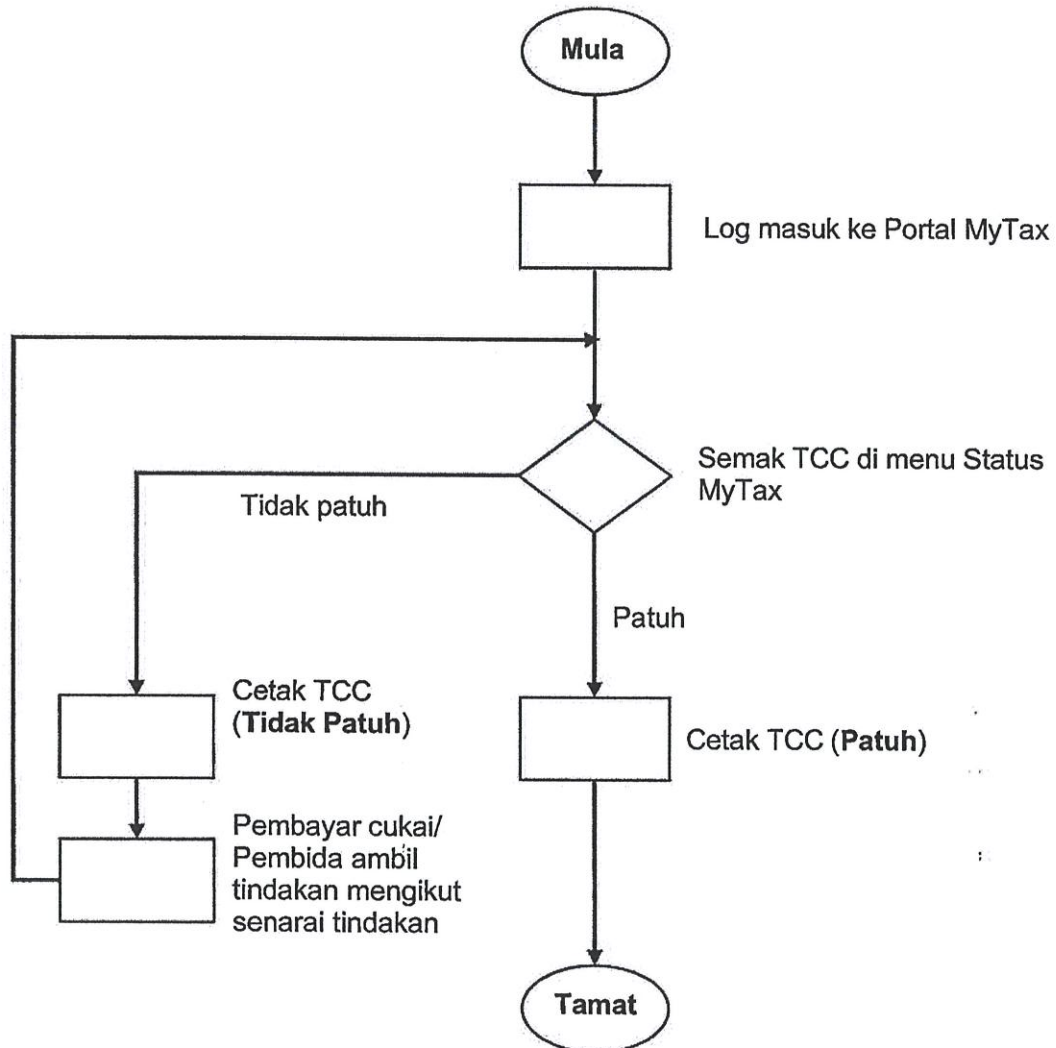 Mula
Log masuk ke Portal MyTax
Semak TCC di menu Status
MyTax
Tidak patuh
Patuh
Cetak TCC
(Tidak Patuh)
Cetak TCC (Patuh)
Pembayar cukai/
Pembida ambil
tindakan mengikut
senarai tindakan
Tamat